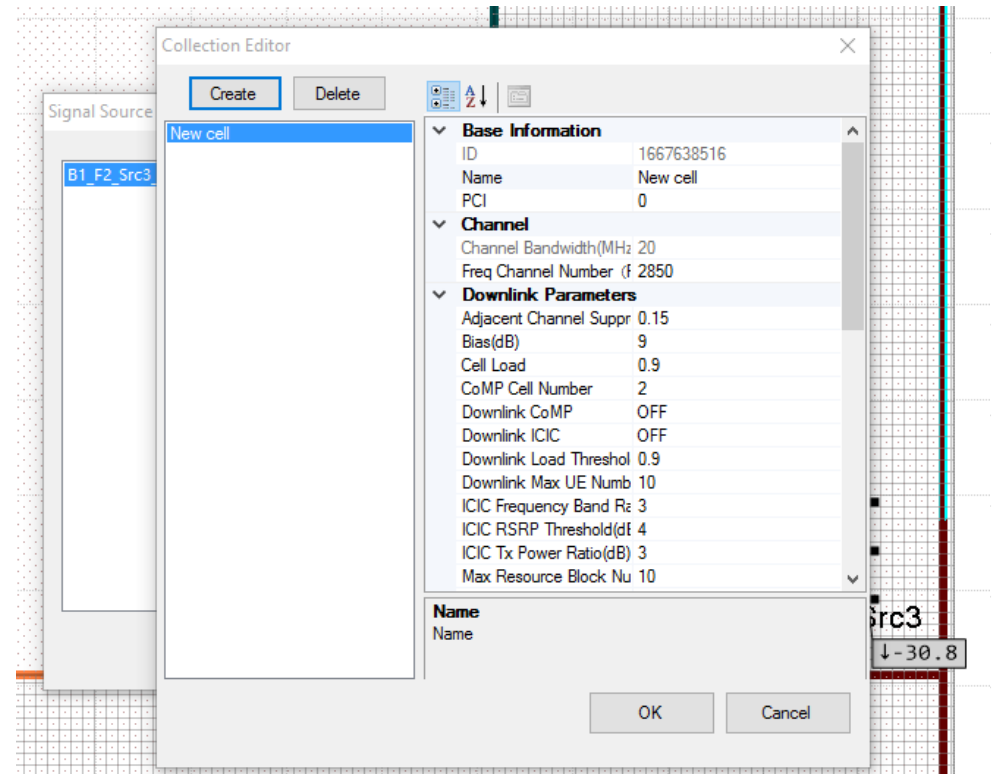 Collection Editor
Create Delete
Signal Source
B1_F2_Src3_
New cell
Base Information
ID 1667638516
Name New cell
PCI 0
Channel
Channel Bandwidth(MHz 20
Freq Channel Number (F 2850
Downlink Parameters
Adjacent Channel Suppr 0.15
Bias(dB) 9
Cell Load 0.9
CoMP Cell Number 2
Downlink CoMP OFF
Downlink ICIC OFF
Downlink Load Threshol 0.9
Downlink Max UE Numb 10
ICIC Frequency Band Ra 3
ICIC RSRP Threshold(dE 4
ICIC Tx Power Ratio(dB) 3
Max Resource Block Nu 10
Name
Name
Src3
↓-30.8
OK Cancel